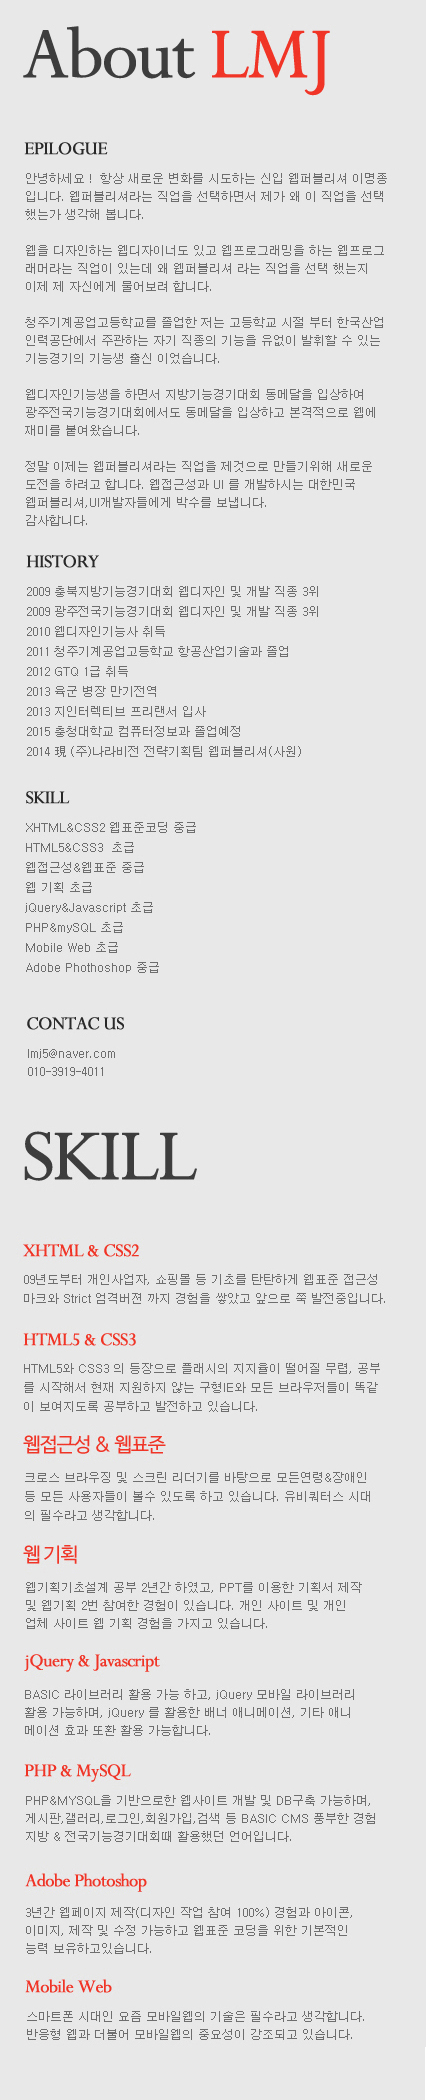 About LMJ
EPILOGUE
안녕하세요 ! 항상 새로운 변화를 시도하는 신입 웹퍼블리셔 이명종
입니다. 웹퍼블리셔라는 직업을 선택하면서 제가 왜 이 직업을 선택
했는가 생각해 봅니다.
웹을 디자인하는 웹디자이너도 있고 웹프로그래밍을 하는 웹프로그
래머라는 직업이 있는데 왜 웹퍼블리셔 라는 직업을 선택 했는지
이제 제 자신에게 물어보려 합니다.
청주기계공업고등학교를 졸업한 저는 고등학교 시절 부터 한국산업
인력공단에서 주관하는 자기 직종의 기능을 유없이 발휘할 수 있는
기능경기의 기능생 출신 이었습니다.
웹디자인기능생을 하면서 지방기능경기대회 동메달을 입상하여
광주전국기능경기대회에서도 동메달을 입상하고 본격적으로 웹에
재미를 붙여왔습니다.
정말 이제는 웹퍼블리셔라는 직업을 제것으로 만들기위해 새로운
도전을 하려고 합니다. 웹접근성과 UI 를 개발하시는 대한민국
웹퍼블리셔,UI개발자들에게 박수를 보냅니다.
감사합니다.
HISTORY
2009 충북지방기능경기대회 웹디자인 및 개발 직종 3위
2009 광주전국기능경기대회 웹디자인 및 개발 직종 3위
2010 웹디자인기능사 취득
2011 청주기계공업고등학교 항공산업기술과 졸업
2012 GTQ 1급 취득
2013 육군 병장 만기전역
2013 지인터렉티브 프리랜서 입사
2015 충청대학교 컴퓨터정보과 졸업예정
2014 現 (주)나라비전 전략기획팀 웹퍼블리셔(사원)
SKILL
XHTML&CSS2 웹표준코딩 중급
HTML5&CSS3 초급
웹접근성&웹표준 중급
웹 기획 초급
jQuery&Javascript 초급
PHP&mySQL 초급
Mobile Web 초급
Adobe Phothoshop 중급
CONTAC US
lmj5@naver.com
010-3919-4011
SKILL
XHTML & CSS2
09년도부터 개인사업자, 쇼핑몰 등 기초를 탄탄하게 웹표준 접근성
마크와 Strict 엄격버젼 까지 경험을 쌓았고 앞으로 쭉 발전중입니다.
HTML5 & CSS3
HTML5와 CSS3 의 등장으로 플래시의 지지율이 떨어질 무렵, 공부
를 시작해서 현재 지원하지 않는 구형IE와 모든 브라우저들이 똑같
이 보여지도록 공부하고 발전하고 있습니다.
웹접근성 & 웹표준
크로스 브라우징 및 스크린 리더기를 바탕으로 모든연령&장애인
등 모든 사용자들이 볼수 있도록 하고 있습니다. 유비쿼터스 시대
의 필수라고 생각합니다.
웹 기획
웹기획기초설계 공부 2년간 하였고, PPT를 이용한 기획서 제작
및 웹기획 2번 참여한 경험이 있습니다. 개인 사이트 및 개인
업체 사이트 웹 기획 경험을 가지고 있습니다.
jQuery & Javascript
BASIC 라이브러리 활용 가능 하고, jQuery 모바일 라이브러리
활용 가능하며, jQuery 를 활용한 배너 애니메이션, 기타 애니
메이션 효과 또환 활용 가능합니다.
PHP & MySQL
PHP&MYSQL을 기반으로한 웹사이트 개발 및 DB구축 가능하며,
게시판,갤러리,로그인,회원가입,검색 등 BASIC CMS 풍부한 경험
지방 & 전국기능경기대회때 활용했던 언어입니다.
Adobe Photoshop
3년간 웹페이지 제작(디자인 작업 참여 100%) 경험과 아이콘,
이미지, 제작 및 수정 가능하고 웹표준 코딩을 위한 기본적인
능력 보유하고있습니다.
Mobile Web
스마트폰 시대인 요즘 모바일웹의 기술은 필수라고 생각합니다.
반응형 웹과 더불어 모바일웹의 중요성이 강조되고 있습니다.